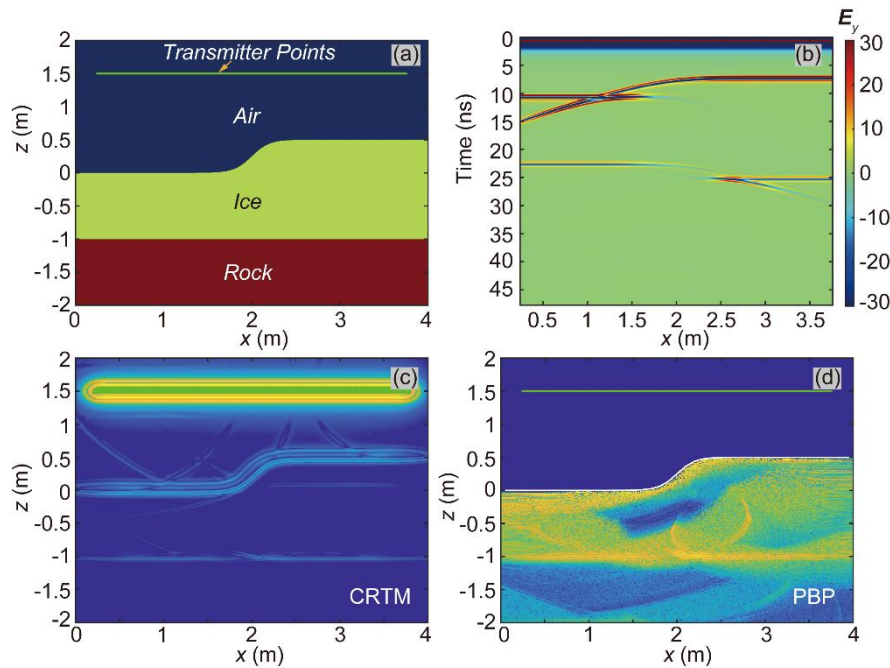 2
1.5
1
0.5
0
-0.5
-1
-1.5
-2
z (m)
Transmitter Points
(a)
Air
Ice
Rock
0 1 2 3 4
x (m)
0
5
10
15
20
25
30
35
40
45
Time (ns)
(b)
0.5 1 1.5 2 2.5 3 3.5
x (m)
Ey
30
20
10
0
-10
-20
-30
2
1.5
1
0.5
0
-0.5
-1
-1.5
-2
z (m)
(c)
CRTM
0 1 2 3 4
x (m)
2
1.5
1
0.5
0
-0.5
-1
-1.5
-2
z (m)
(d)
PBP
0 1 2 3 4
x (m)